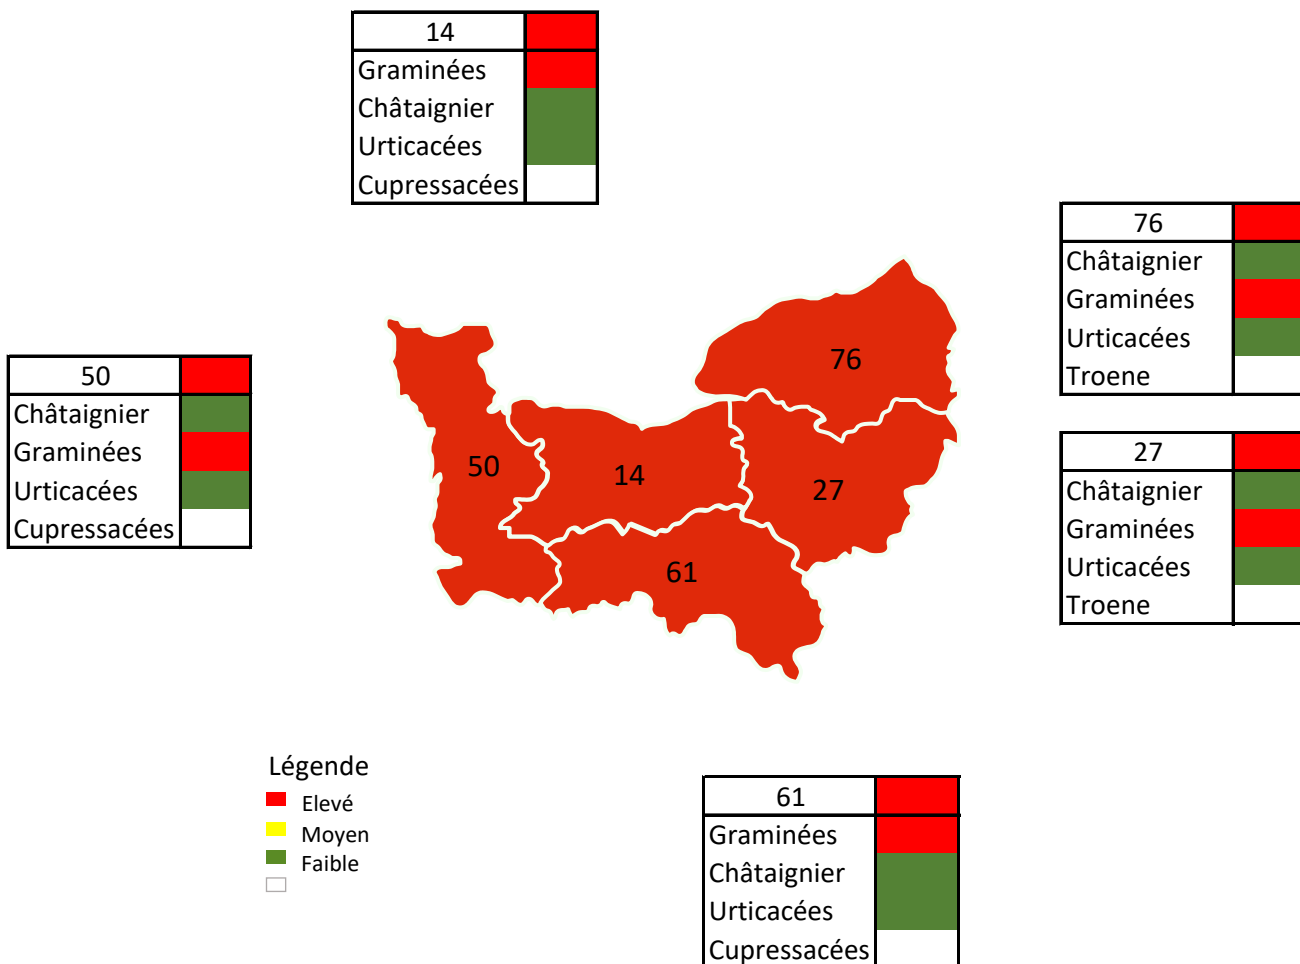 14
Graminées
Châtaignier
Urticacées
Cupressacées
76
Châtaignier
Graminées
Urticacées
Troene
50
Châtaignier
Graminées
Urticacées
Cupressacées
27
Châtaignier
Graminées
Urticacées
Troene
76
50
14
27
61
Légende
Elevé
Moyen
Faible
61
Graminées
Châtaignier
Urticacées
Cupressacées